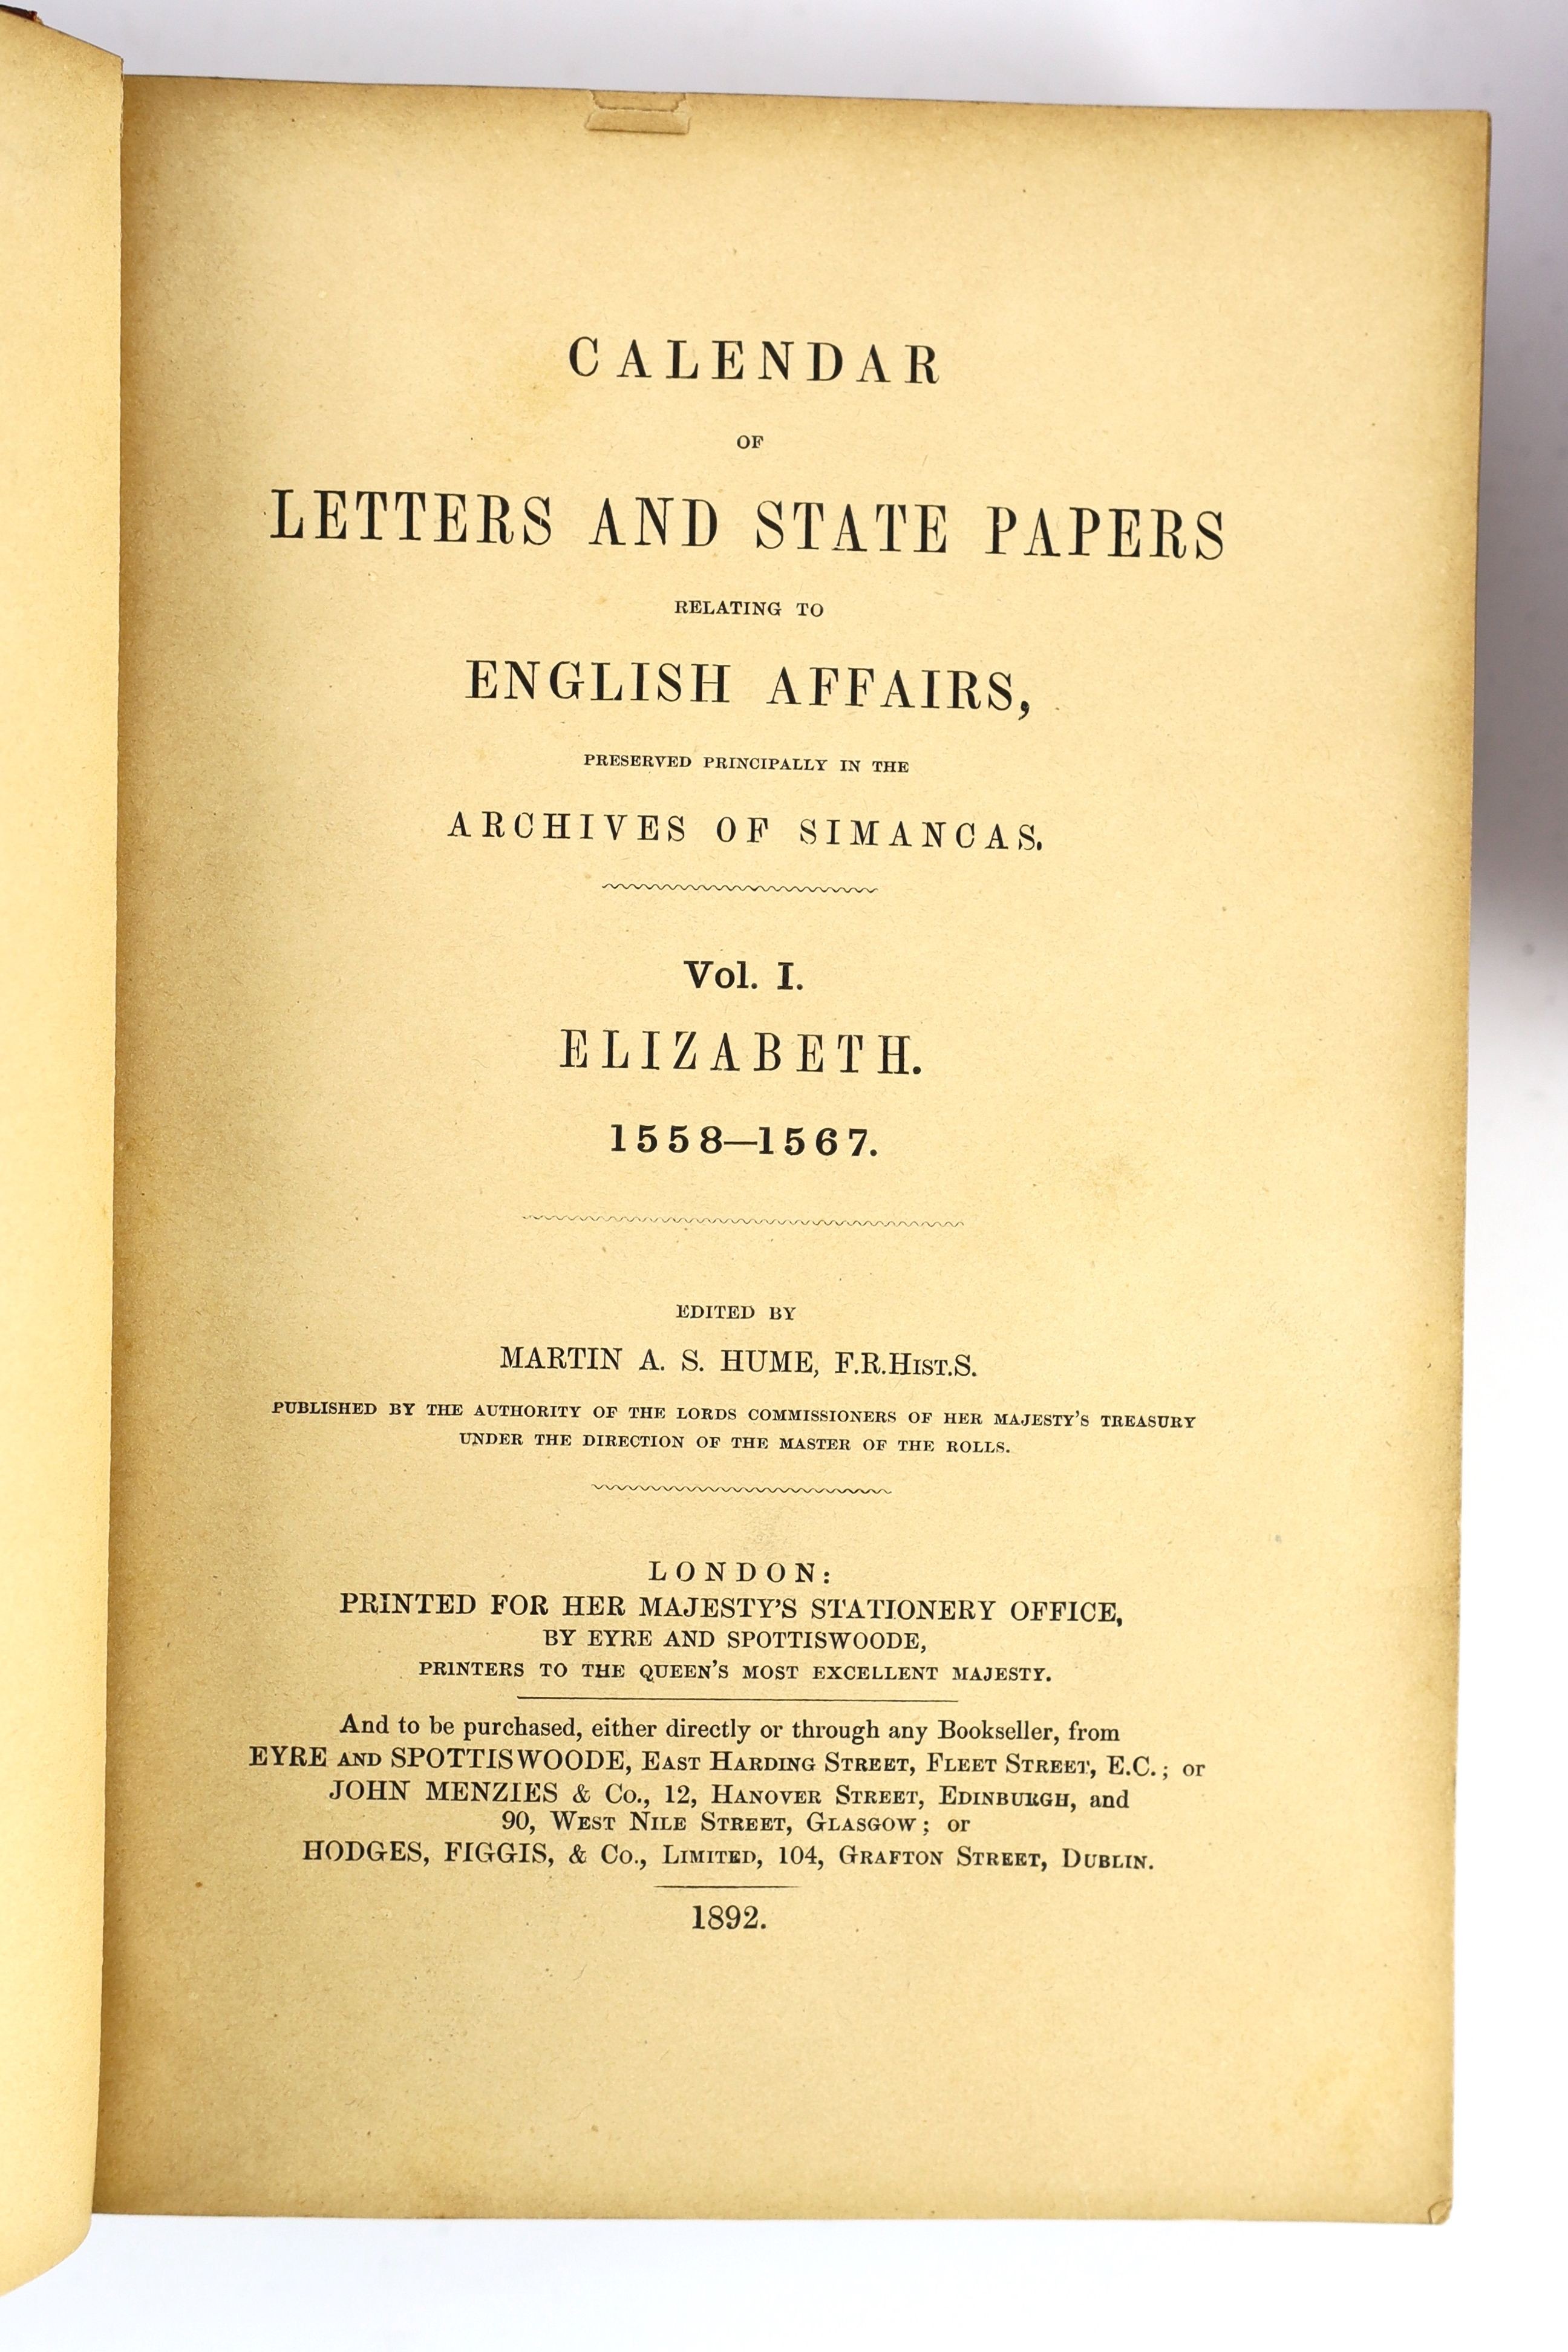 CALENDAR
OF
LETTERS AND STATE PAPERS
RELATING TO
ENGLISH AFFAIRS,
PRESERVED PRINCIPALLY IN THE
ARCHIVES OF SIMANCAS.
Vol. I.
ELIZABETH.
1558—1567.
EDITED BY
MARTIN A. S. HUME, F.R.HIST.S.
PUBLISHED BY THE AUTHORITY OF THE LORDS COMMISSIONERS OF HER MAJESTY'S TREASURY
UNDER THE DIRECTION OF THE MASTER OF THE ROLLS.
LONDON:
PRINTED FOR HER MAJESTY'S STATIONERY OFFICE,
BY EYRE AND SPOTTISWOODE,
PRINTERS TO THE QUEEN'S MOST EXCELLENT MAJESTY.
And to be purchased, either directly or through any Bookseller, from
EYRE AND SPOTTISWOODE, EAST HARDING STREET, FLEET STREET, E.C.; or
JOHN MENZIES & Co., 12, HANOVER STREET, EDINBURGH, and
90, WEST NILE STREET, GLASGOW; or
HODGES, FIGGIS, & Co., LIMITED, 104, GRAFTON STREET, DUBLIN.
1892.